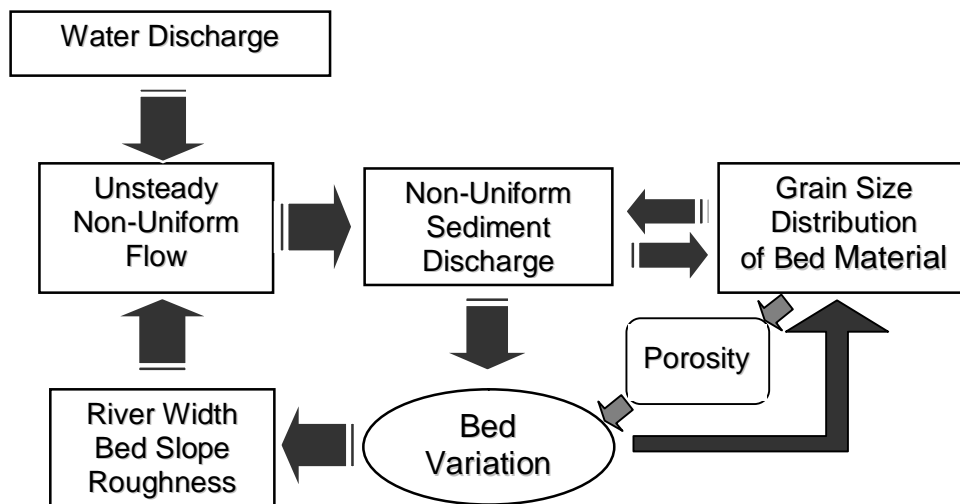 Water Discharge
Unsteady
Non-Uniform
Flow
Non-Uniform
Sediment
Discharge
Grain Size
Distribution
of Bed Material
Porosity
River Width
Bed Slope
Roughness
Bed
Variation